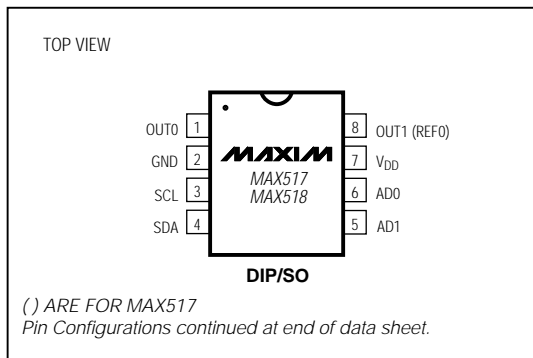 TOP VIEW
OUT0 1
GND 2
SCL 3
SDA 4
MAXIM
MAX517
MAX518
8 OUT1 (REF0)
7 VDD
6 AD0
5 AD1
DIP/SO
( ) ARE FOR MAX517
Pin Configurations continued at end of data sheet.